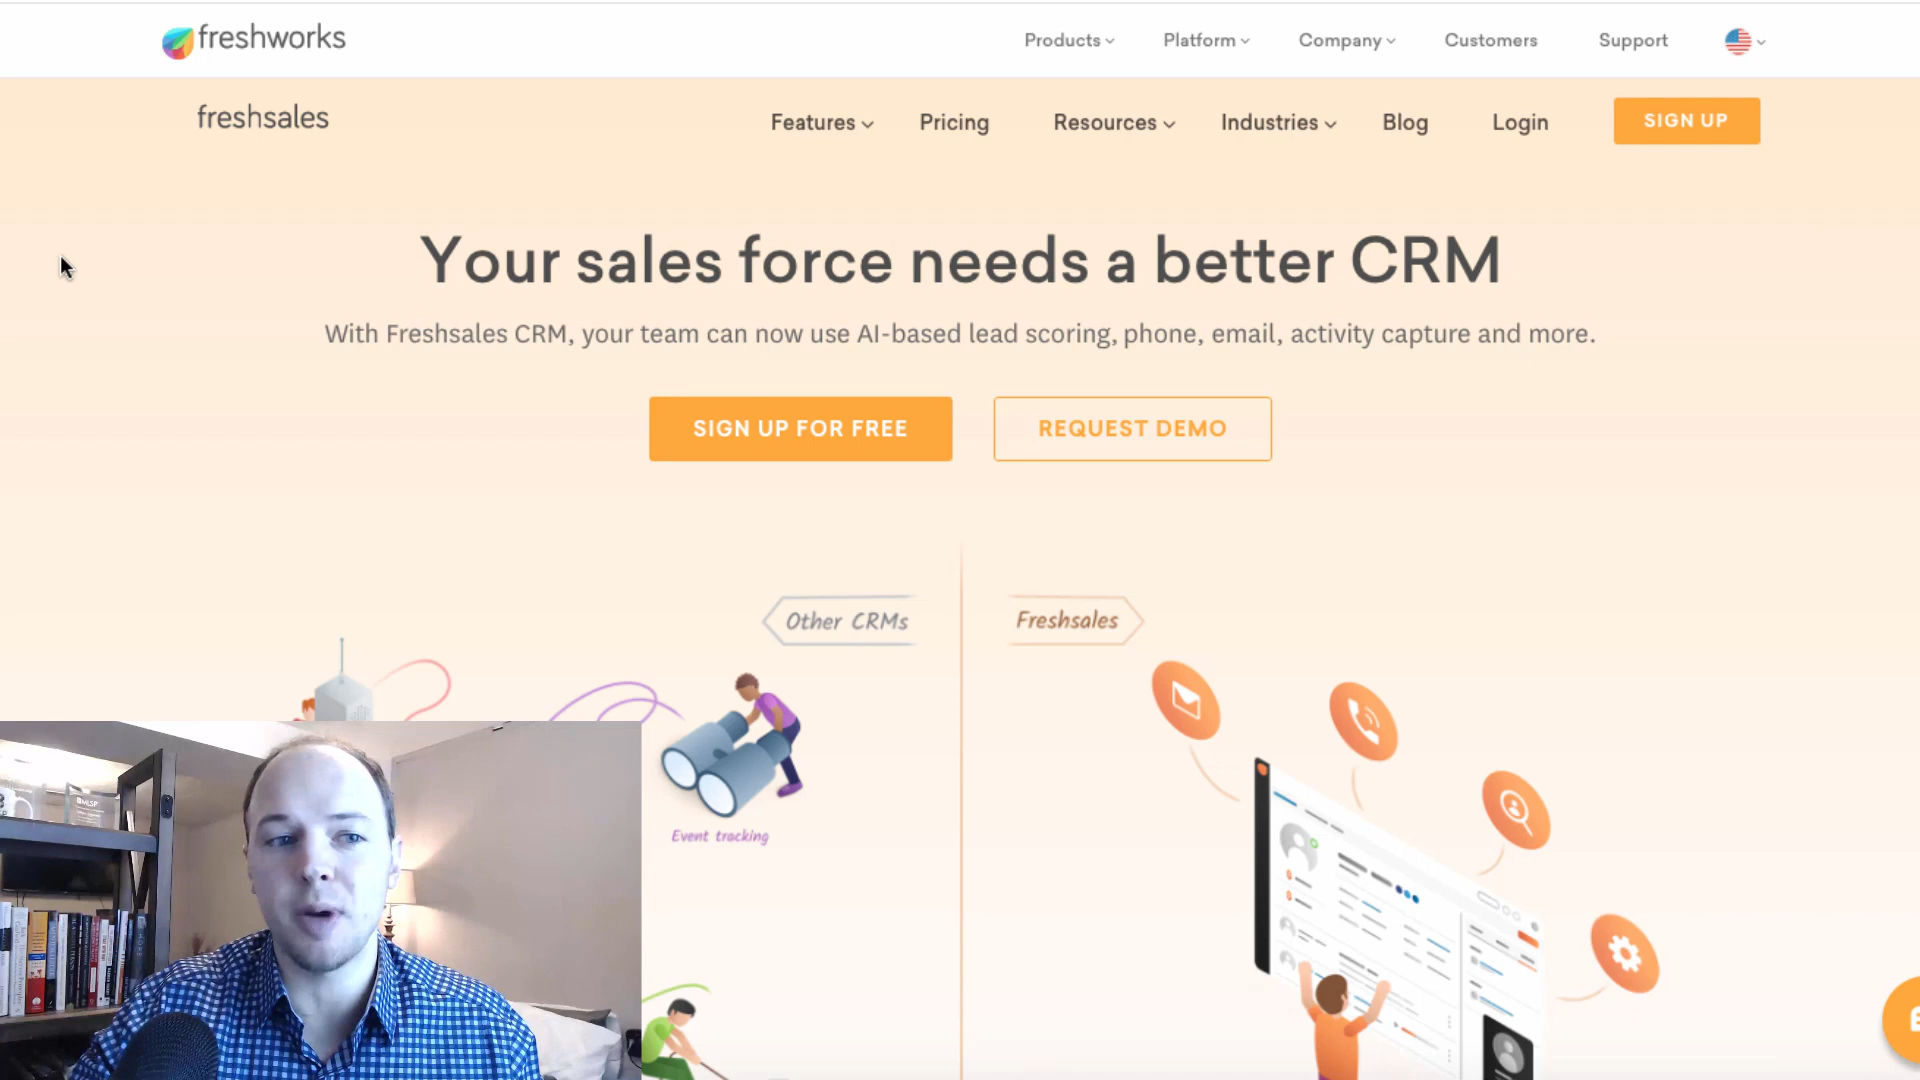 freshworks
Products
Platform
Company
Customers
Support
freshsales
Features
Pricing
Resources
Industries
Blog
Login
SIGN UP
Your sales force needs a better CRM
With Freshsales CRM, your team can now use AI-based lead scoring, phone, email, activity capture and more.
SIGN UP FOR FREE
REQUEST DEMO
Other CRMs
Freshsales
Event tracking
MLSP